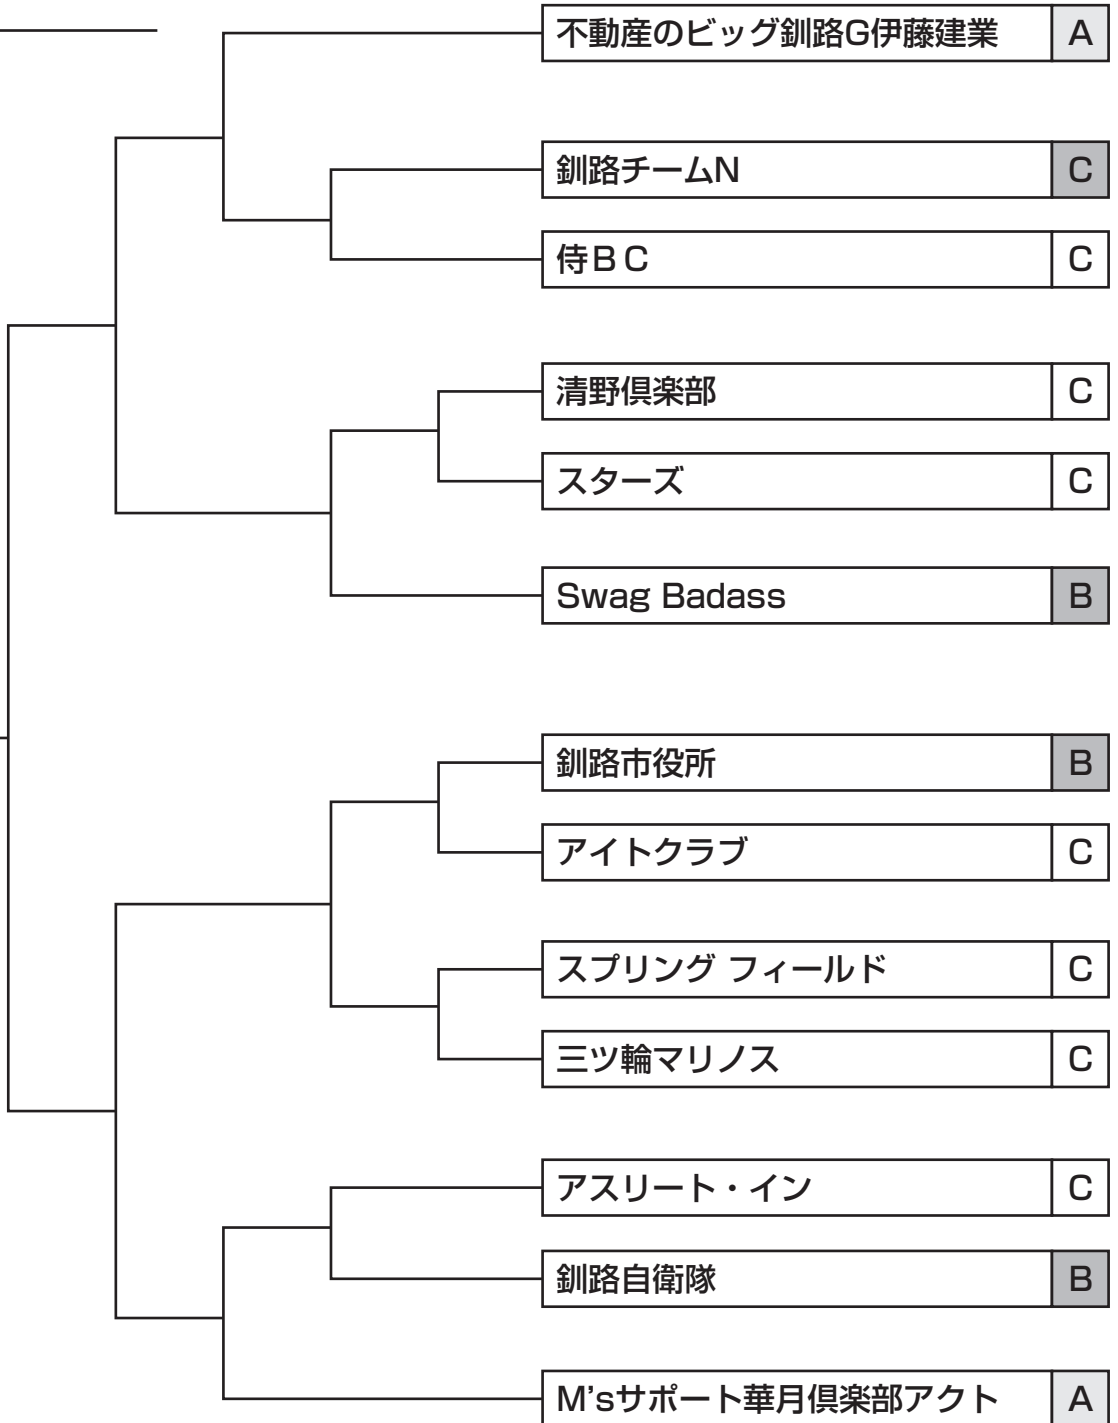 不動産のビッグ釧路G伊藤建業 A
釧路チームN C
侍BC C
清野倶楽部 C
スターズ C
Swag Badass B
釧路市役所 B
アイトクラブ C
スプリング フィールド C
三ツ輪マリノス C
アスリート・イン C
釧路自衛隊 B
M’sサポート華月倶楽部アクト A